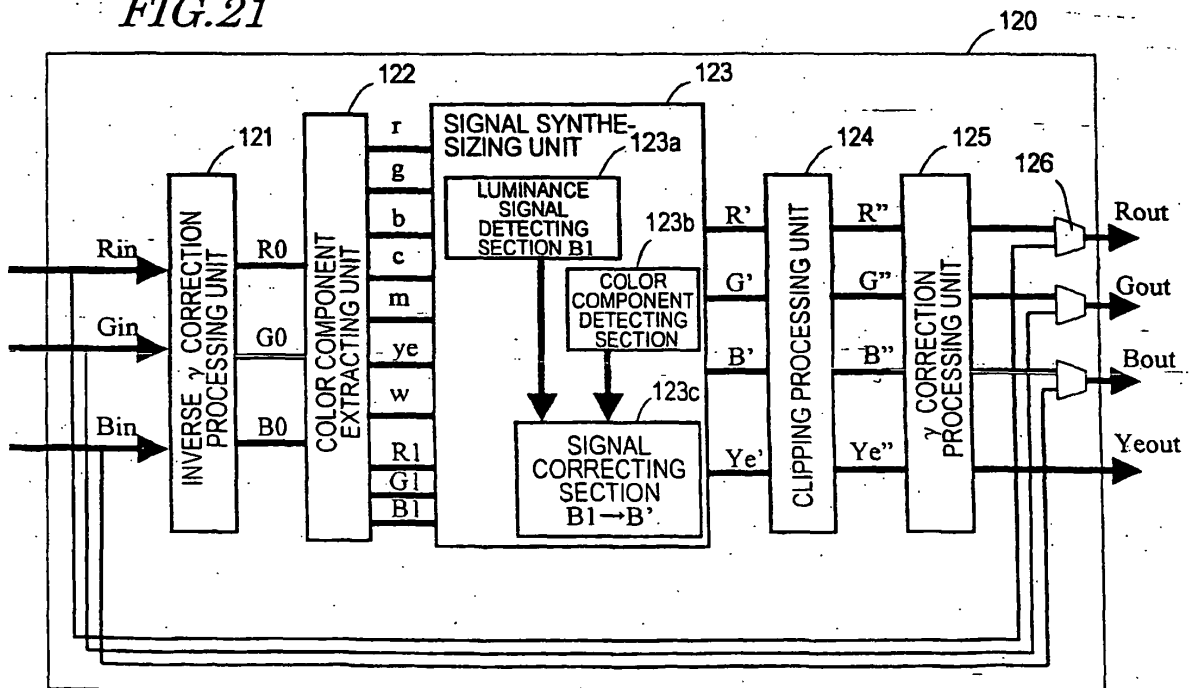 FIG.21
120
121
122
123
124
125
126
Rin
Gin
Bin
INVERSE γ CORRECTION
PROCESSING UNIT
R0
G0
B0
COLOR COMPONENT
EXTRACTING UNIT
r
g
b
c
m
ye
w
R1
G1
B1
SIGNAL SYNTHE-
SIZING UNIT
123a
LUMINANCE
SIGNAL
DETECTING
SECTION B1
123b
COLOR
COMPONENT
DETECTING
SECTION
123c
SIGNAL
CORRECTING
SECTION
B1→B'
R'
G'
B'
Ye'
CLIPPING PROCESSING UNIT
R"
G"
B"
Ye"
γ CORRECTION
PROCESSING UNIT
Rout
Gout
Bout
Yeout